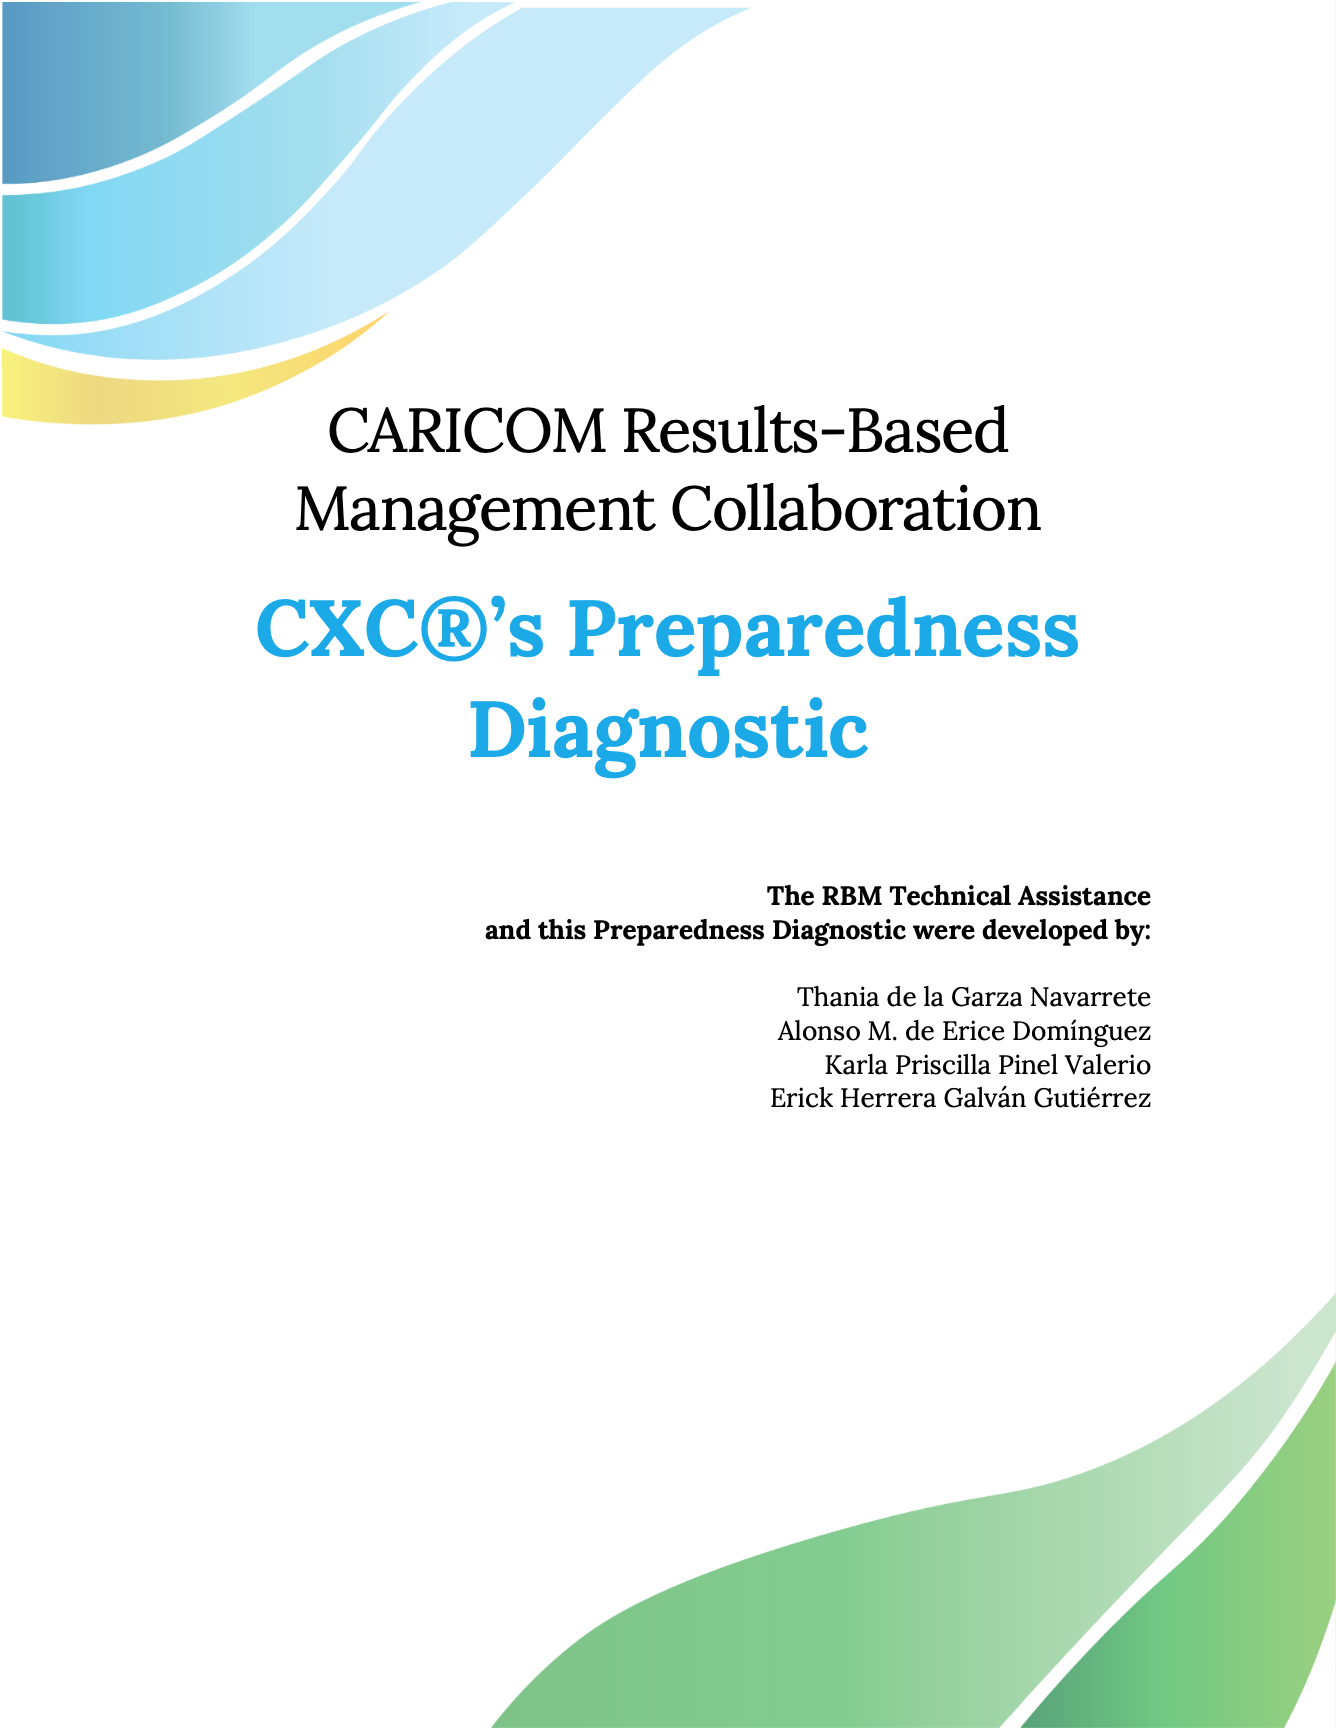 CARICOM Results-Based
Management Collaboration
CXC®’s Preparedness
Diagnostic
The RBM Technical Assistance
and this Preparedness Diagnostic were developed by:
Thania de la Garza Navarrete
Alonso M. de Erice Domínguez
Karla Priscilla Pinel Valerio
Erick Herrera Galván Gutiérrez